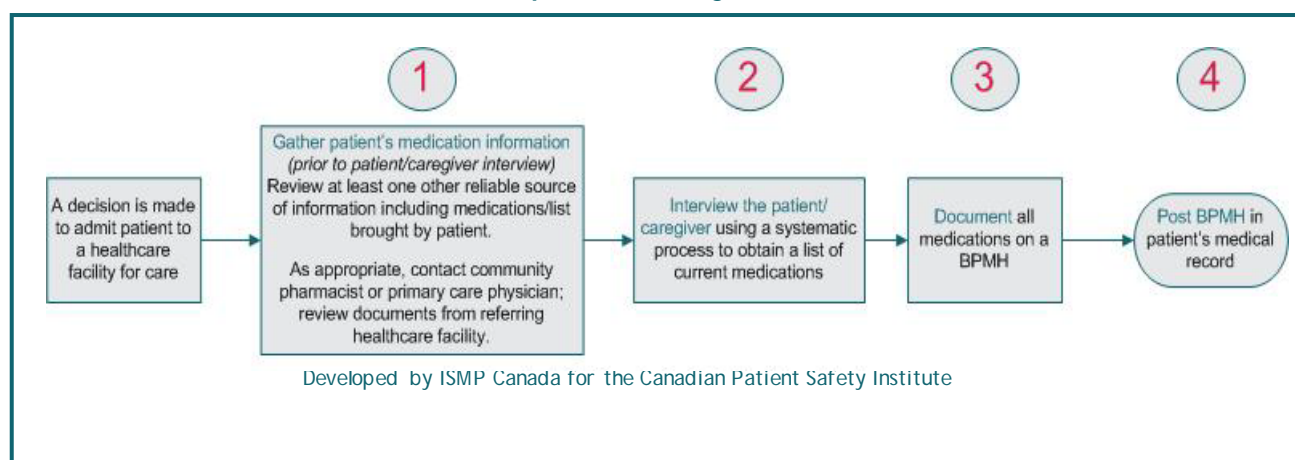 1
2
3
4
A decision is made
to admit patient to
a healthcare
facility for care
Gather patient's medication information
(prior to patient/caregiver interview)
Review at least one other reliable source
of information including medications/list
brought by patient.
As appropriate, contact community
pharmacist or primary care physician;
review documents from referring
healthcare facility.
Interview the patient/
caregiver using a systematic
process to obtain a list of
current medications
Document all
medications on a
BPMH
Post BPMH in
patient's medical
record
Developed by ISMP Canada for the Canadian Patient Safety Institute